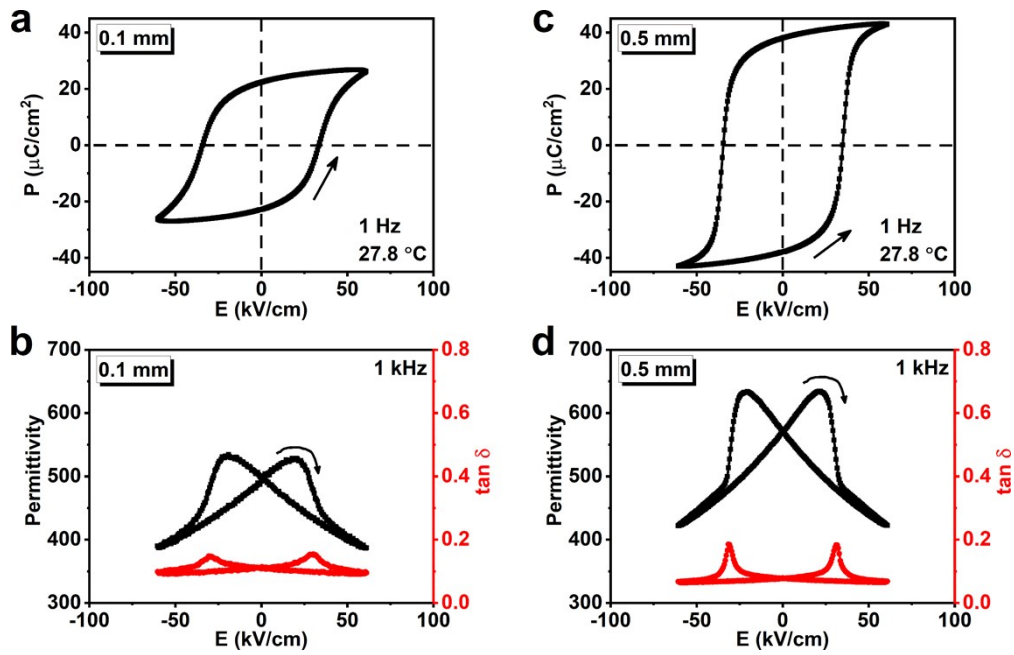 a
0.1 mm
P (μC/cm²)
40
20
0
-20
-40
1 Hz
27.8 °C
-100 -50 0 50 100
E (kV/cm)
c
0.5 mm
P (μC/cm²)
40
20
0
-20
-40
1 Hz
27.8 °C
-100 -50 0 50 100
E (kV/cm)
b
0.1 mm
1 kHz
Permittivity
700
600
500
400
300
0.8
0.6
0.4
0.2
0.0
tan δ
-100 -50 0 50 100
E (kV/cm)
d
0.5 mm
1 kHz
Permittivity
700
600
500
400
300
0.8
0.6
0.4
0.2
0.0
tan δ
-100 -50 0 50 100
E (kV/cm)